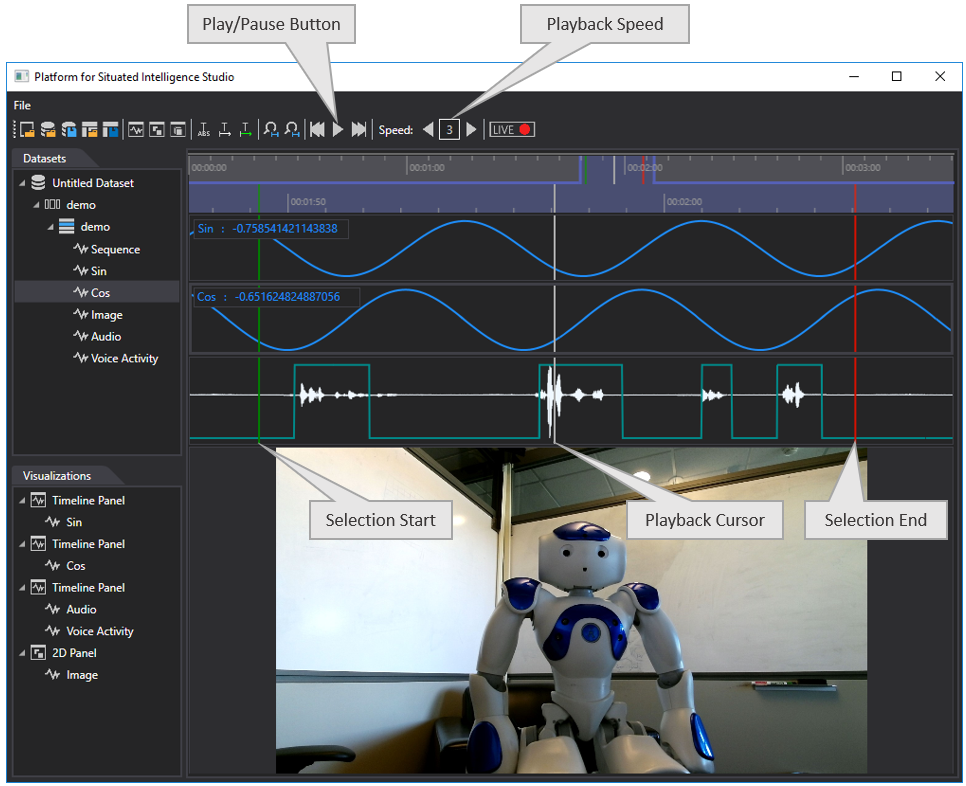 Play/Pause Button
Playback Speed
Platform for Situated Intelligence Studio
File
ABS
Speed:
3
LIVE
Datasets
Untitled Dataset
demo
demo
Sequence
Sin
Cos
Image
Audio
Voice Activity
00:00:00
00:01:00
00:02:00
00:03:00
00:01:50
00:02:00
Sin : -0.758541421143838
Cos : -0.651624824887056
Selection Start
Playback Cursor
Selection End
Visualizations
Timeline Panel
Sin
Timeline Panel
Cos
Timeline Panel
Audio
Voice Activity
2D Panel
Image